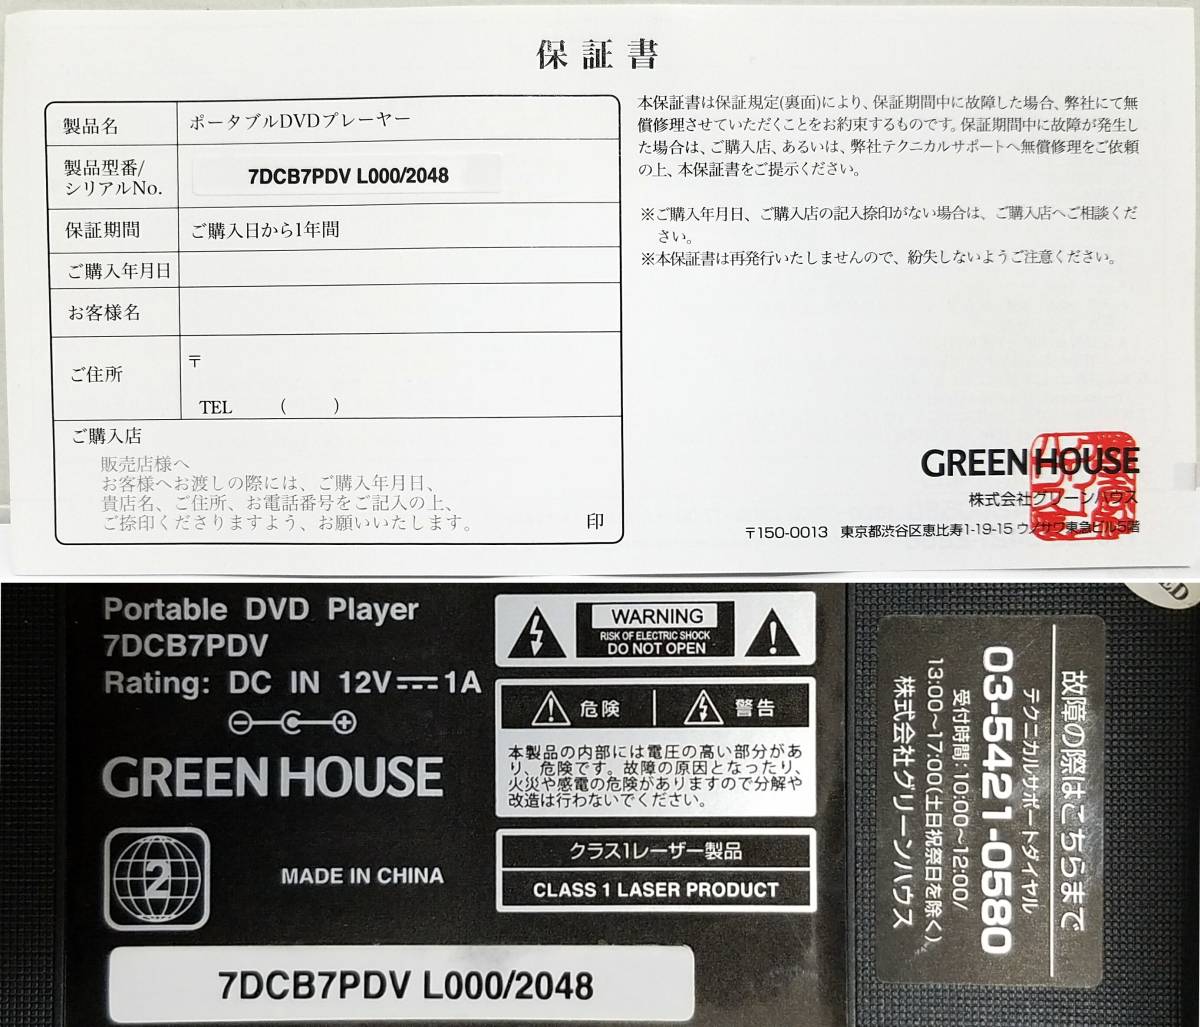 保証書
製品名
ポータブルDVDプレーヤー
製品型番/
シリアルNo.
7DCB7PDV L000/2048
保証期間
ご購入日から1年間
ご購入年月日
お客様名
ご住所
〒
TEL ( )
ご購入店
販売店様へ
お客様へお渡しの際には、ご購入年月日、
貴店名、ご住所、お電話番号をご記入の上、
ご捺印くださりますよう、お願いいたします。
印
本保証書は保証規定(裏面)により、保証期間中に故障した場合、弊社にて無
償修理させていただくことをお約束するものです。保証期間中に故障が発生し
た場合は、ご購入店、あるいは、弊社テクニカルサポートへ無償修理をご依頼
の上、本保証書をご提示ください。
※ご購入年月日、ご購入店の記入捺印がない場合は、ご購入店へご相談くだ
さい。
※本保証書は再発行いたしませんので、紛失しないようご注意ください。
GREEN HOUSE
株式会社グリーンハウス
〒150-0013 東京都渋谷区恵比寿1-19-15 ウノサワ東急ビル5階
Portable DVD Player
7DCB7PDV
Rating: DC IN 12V⎓1A
GREEN HOUSE
2
MADE IN CHINA
7DCB7PDV L000/2048
WARNING
RISK OF ELECTRIC SHOCK
DO NOT OPEN
危険
警告
本製品の内部には電圧の高い部分があ
り、危険です。故障の原因となったり、
火災や感電の危険がありますので分解や
改造は行わないでください。
クラス1レーザー製品
CLASS 1 LASER PRODUCT
故障の際はこちらまで
テクニカルサポートダイヤル
03-5421-0580
受付時間:10:00~12:00/
13:00~17:00(土日祝祭日を除く)
株式会社グリーンハウス